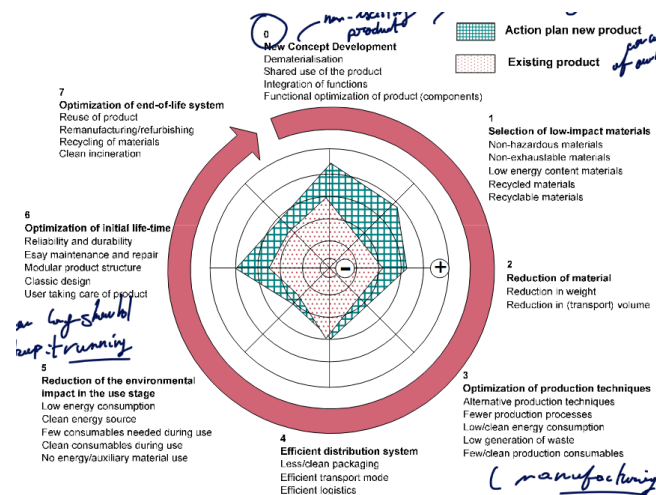 non-existing
product
0
New Concept Development
Dematerialisation
Shared use of the product
Integration of functions
Functional optimization of product (components)
Action plan new product
Existing product
of
7
Optimization of end-of-life system
Reuse of product
Remanufacturing/refurbishing
Recycling of materials
Clean incineration
1
Selection of low-impact materials
Non-hazardous materials
Non-exhaustable materials
Low energy content materials
Recycled materials
Recyclable materials
6
Optimization of initial life-time
Reliability and durability
Esay maintenance and repair
Modular product structure
Classic design
User taking care of product
- +
2
Reduction of material
Reduction in weight
Reduction in (transport) volume
long should
keep running
5
Reduction of the environmental
impact in the use stage
Low energy consumption
Clean energy source
Few consumables needed during use
Clean consumables during use
No energy/auxiliary material use
3
Optimization of production techniques
Alternative production techniques
Fewer production processes
Low/clean energy consumption
Low generation of waste
Few/clean production consumables
4
Efficient distribution system
Less/clean packaging
Efficient transport mode
Efficient logistics
( manufacturing